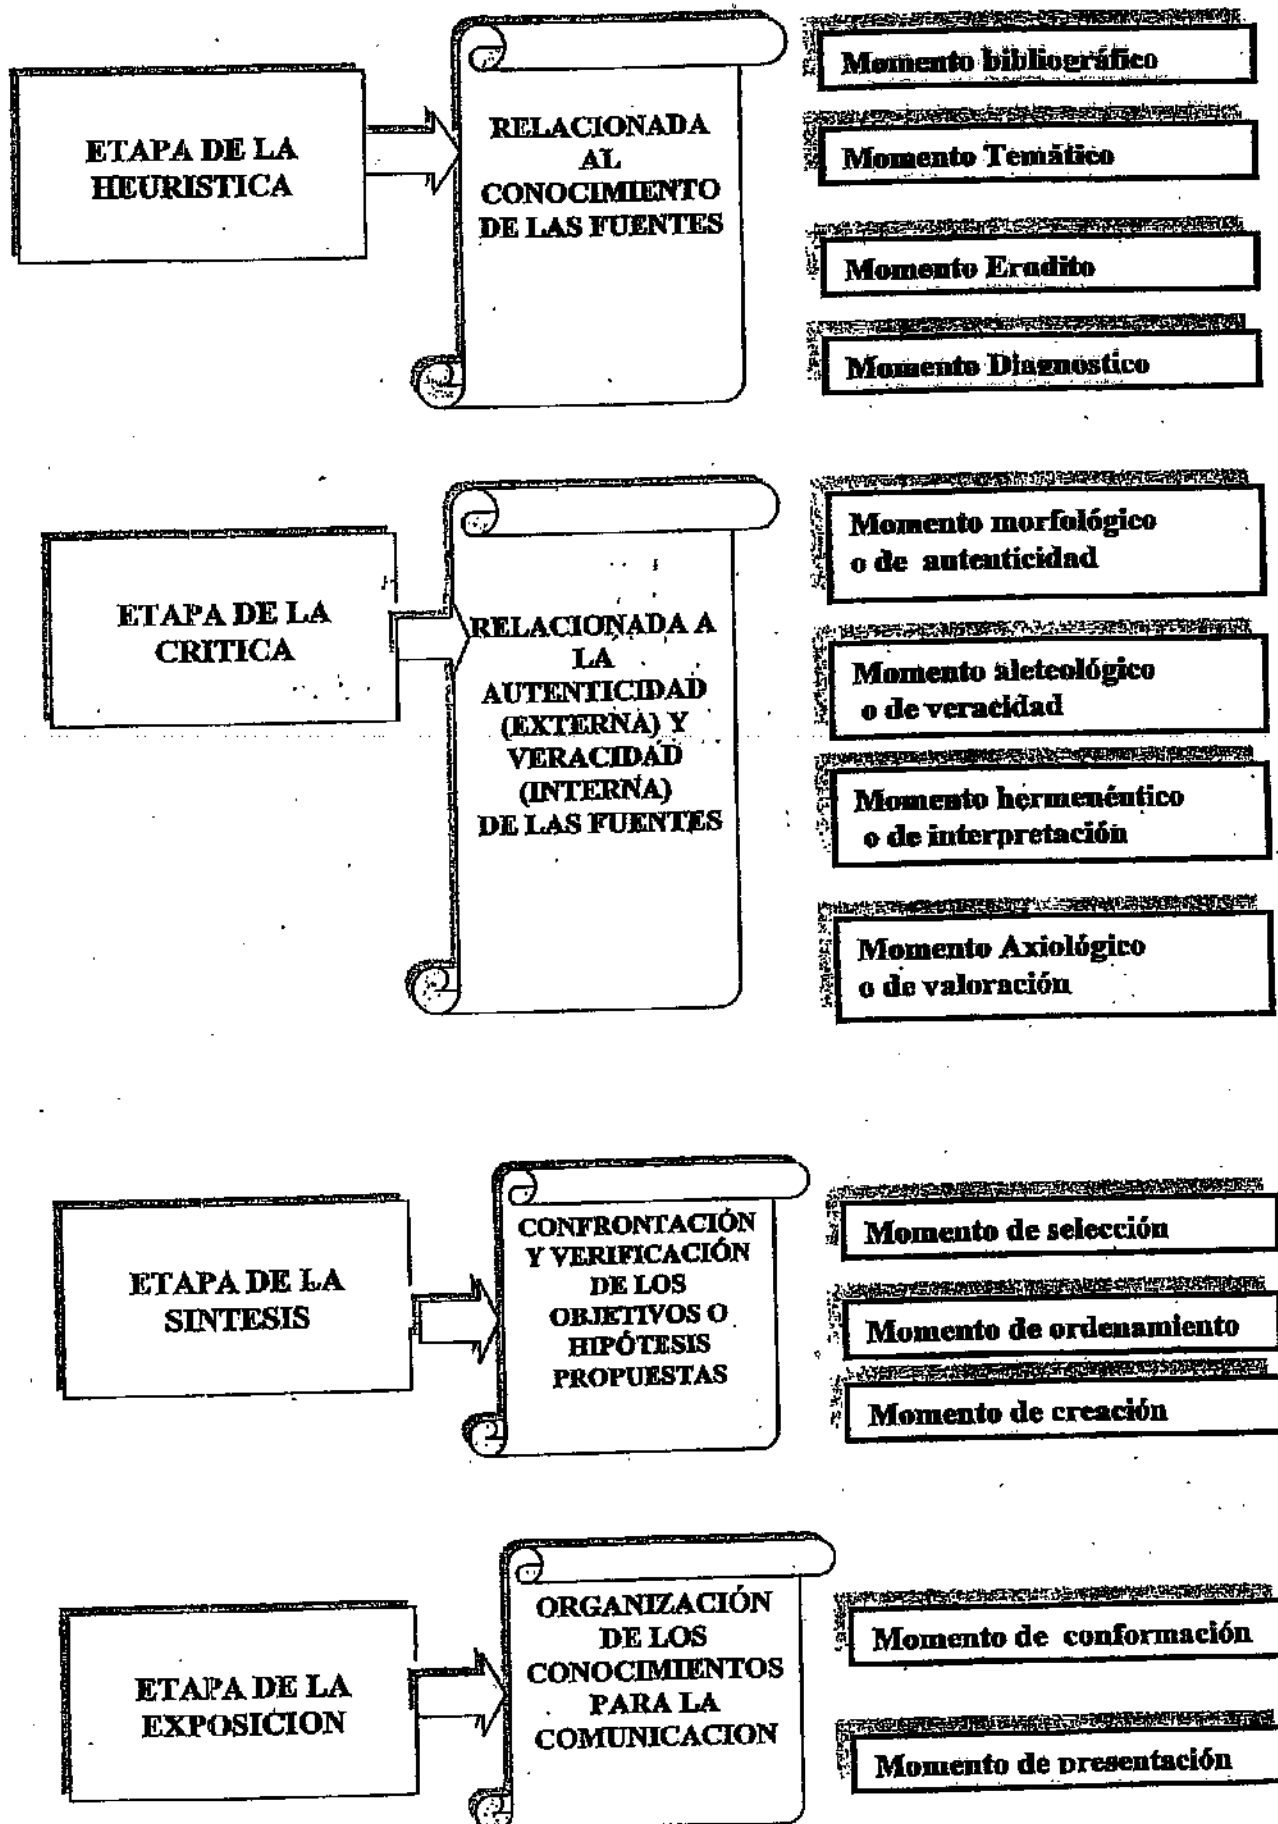 ETAPA DE LA
HEURISTICA
RELACIONADA
AL
CONOCIMIENTO
DE LAS FUENTES
Momento bibliográfico
Momento Temático
Momento Erudito
Momento Diagnostico
ETAPA DE LA
CRITICA
RELACIONADA A
LA
AUTENTICIDAD
(EXTERNA) Y
VERACIDAD
(INTERNA)
DE LAS FUENTES
Momento morfológico
o de autenticidad
Momento aleteológico
o de veracidad
Momento hermenéutico
o de interpretación
Momento Axiológico
o de valoración
ETAPA DE LA
SINTESIS
CONFRONTACIÓN
Y VERIFICACIÓN
DE LOS
OBJETIVOS O
HIPÓTESIS
PROPUESTAS
Momento de selección
Momento de ordenamiento
Momento de creación
ETAPA DE LA
EXPOSICION
ORGANIZACIÓN
DE LOS
CONOCIMIENTOS
PARA LA
COMUNICACION
Momento de conformación
Momento de presentación